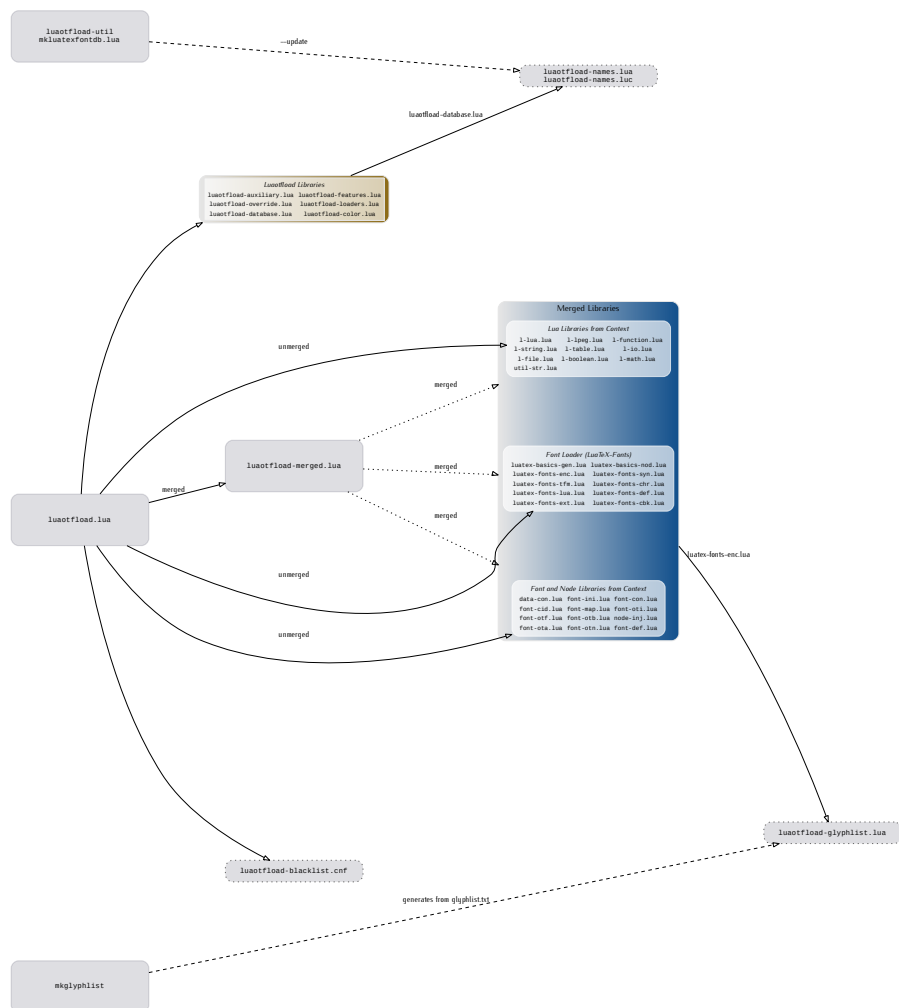 luaotfload-util
mkluatexfontdb.lua
--update
luaotfload-names.lua
luaotfload-names.luc
luaotfload-database.lua
Luaotfload Libraries
luaotfload-auxiliary.lua luaotfload-features.lua
luaotfload-override.lua luaotfload-loaders.lua
luaotfload-database.lua luaotfload-color.lua
Merged Libraries
Lua Libraries from Context
l-lua.lua l-lpeg.lua l-function.lua
l-string.lua l-table.lua l-io.lua
l-file.lua l-boolean.lua l-math.lua
util-str.lua
unmerged
merged
luaotfload-merged.lua
merged
merged
Font Loader (LuaTeX-Fonts)
luatex-basics-gen.lua luatex-basics-nod.lua
luatex-fonts-enc.lua luatex-fonts-syn.lua
luatex-fonts-tfm.lua luatex-fonts-chr.lua
luatex-fonts-lua.lua luatex-fonts-def.lua
luatex-fonts-ext.lua luatex-fonts-cbk.lua
luaotfload.lua
merged
luatex-fonts-enc.lua
unmerged
Font and Node Libraries from Context
data-con.lua font-ini.lua font-con.lua
font-cid.lua font-map.lua font-oti.lua
font-otf.lua font-otb.lua node-inj.lua
font-ota.lua font-otn.lua font-def.lua
unmerged
luaotfload-glyphlist.lua
luaotfload-blacklist.cnf
generates from glyphlist.txt
mkglyphlist